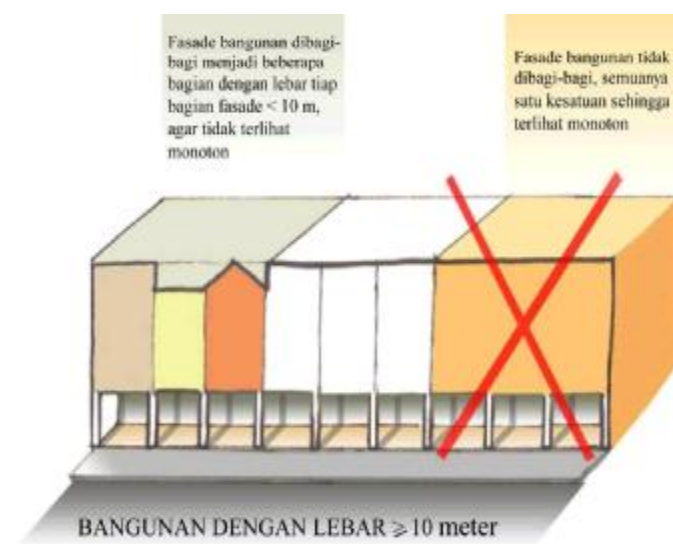 Fasade bangunan dibagi-
bagi menjadi beberapa
bagian dengan lebar tiap
bagian fasade < 10 m,
agar tidak terlihat
monoton
Fasade bangunan tidak
dibagi-bagi, semuanya
satu kesatuan sehingga
terlihat monoton
BANGUNAN DENGAN LEBAR ⩾ 10 meter